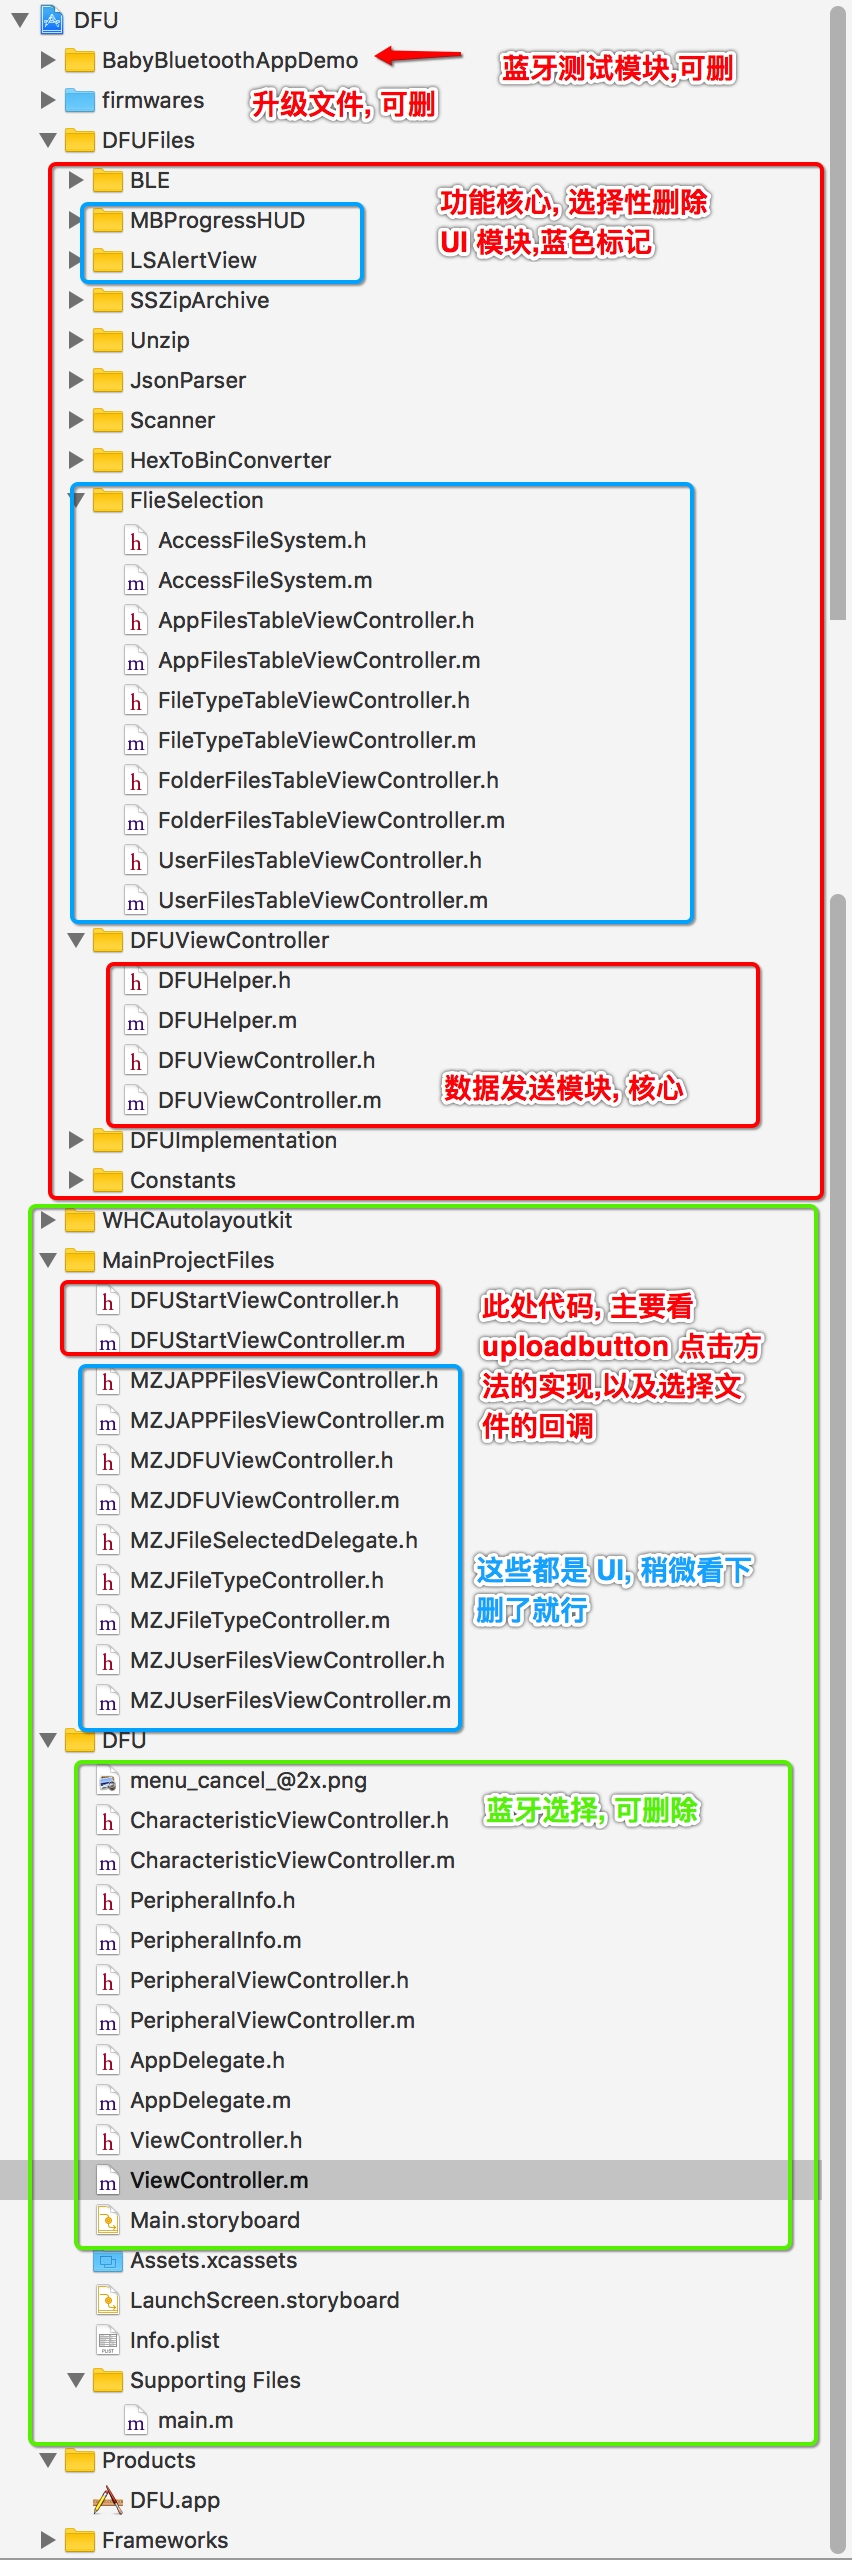 DFU
BabyBluetoothAppDemo
蓝牙测试模块,可删
firmwares
升级文件, 可删
DFUFiles
BLE
功能核心, 选择性删除
MBProgressHUD
UI 模块,蓝色标记
LSAlertView
SSZipArchive
Unzip
JsonParser
Scanner
HexToBinConverter
FlieSelection
h AccessFileSystem.h
m AccessFileSystem.m
h AppFilesTableViewController.h
m AppFilesTableViewController.m
h FileTypeTableViewController.h
m FileTypeTableViewController.m
h FolderFilesTableViewController.h
m FolderFilesTableViewController.m
h UserFilesTableViewController.h
m UserFilesTableViewController.m
DFUViewController
h DFUHelper.h
m DFUHelper.m
h DFUViewController.h
m DFUViewController.m
数据发送模块, 核心
DFUImplementation
Constants
WHCAutolayoutkit
MainProjectFiles
h DFUStartViewController.h
m DFUStartViewController.m
此处代码, 主要看
uploadbutton 点击方
法的实现,以及选择文
件的回调
h MZJAPPFilesViewController.h
m MZJAPPFilesViewController.m
h MZJDFUViewController.h
m MZJDFUViewController.m
h MZJFileSelectedDelegate.h
h MZJFileTypeController.h
m MZJFileTypeController.m
h MZJUserFilesViewController.h
m MZJUserFilesViewController.m
这些都是 UI, 稍微看下
删了就行
DFU
menu_cancel_@2x.png
蓝牙选择, 可删除
h CharacteristicViewController.h
m CharacteristicViewController.m
h PeripheralInfo.h
m PeripheralInfo.m
h PeripheralViewController.h
m PeripheralViewController.m
h AppDelegate.h
m AppDelegate.m
h ViewController.h
m ViewController.m
Main.storyboard
Assets.xcassets
LaunchScreen.storyboard
Info.plist
Supporting Files
m main.m
Products
DFU.app
Frameworks